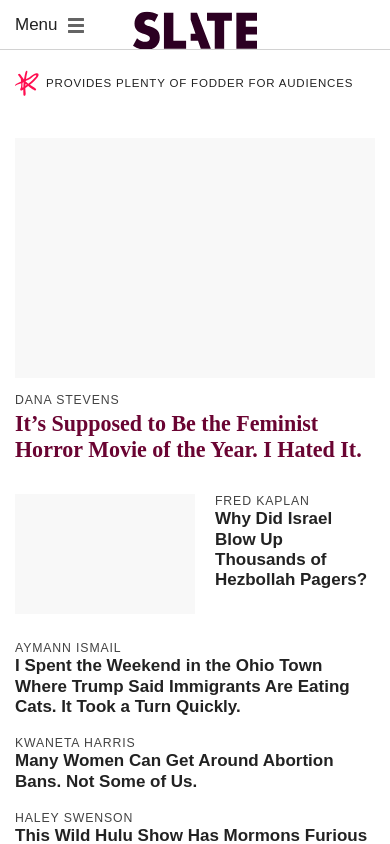 Menu
SLATE
PROVIDES PLENTY OF FODDER FOR AUDIENCES
DANA STEVENS
It’s Supposed to Be the Feminist
Horror Movie of the Year. I Hated It.
FRED KAPLAN
Why Did Israel
Blow Up
Thousands of
Hezbollah Pagers?
AYMANN ISMAIL
I Spent the Weekend in the Ohio Town
Where Trump Said Immigrants Are Eating
Cats. It Took a Turn Quickly.
KWANETA HARRIS
Many Women Can Get Around Abortion
Bans. Not Some of Us.
HALEY SWENSON
This Wild Hulu Show Has Mormons Furious